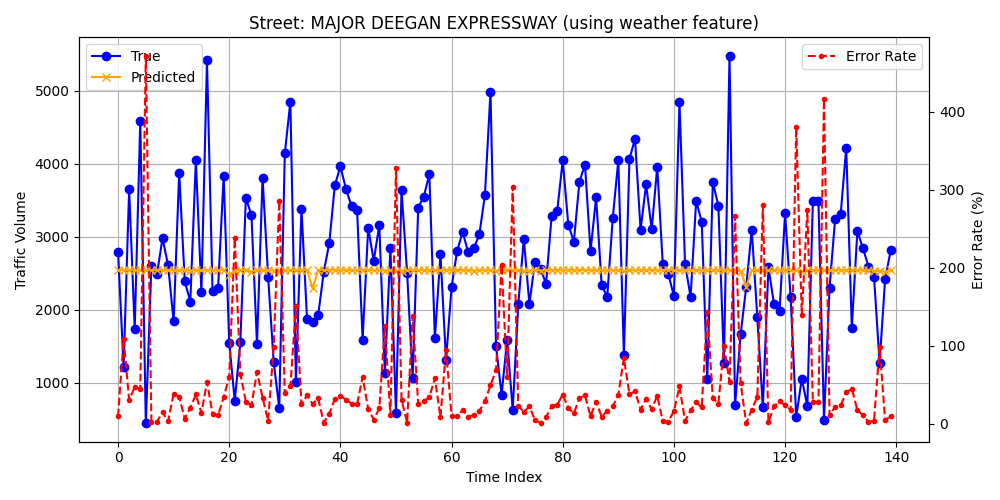 Street: MAJOR DEEGAN EXPRESSWAY (using weather feature)
True
Predicted
Error Rate
5000
4000
3000
2000
1000
Traffic Volume
400
300
200
100
0
Error Rate (%)
0 20 40 60 80 100 120 140
Time Index